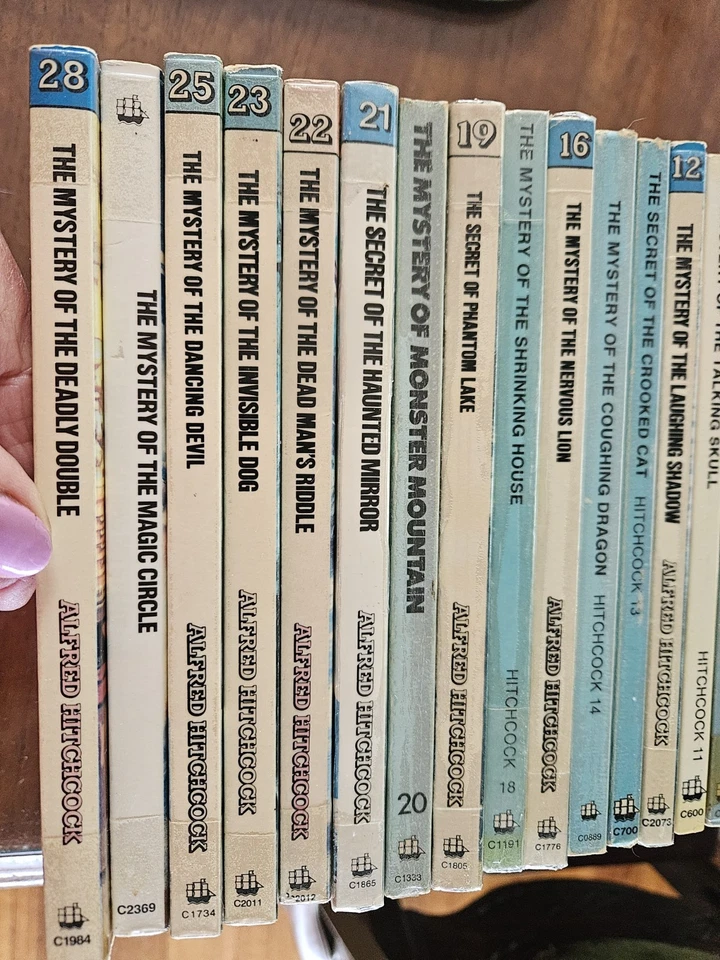 28
THE MYSTERY OF THE DEADLY DOUBLE
ALFRED HITCHCOCK
C1984
THE MYSTERY OF THE MAGIC CIRCLE
C2369
25
THE MYSTERY OF THE DANCING DEVIL
ALFRED HITCHCOCK
C1734
23
THE MYSTERY OF THE INVISIBLE DOG
ALFRED HITCHCOCK
C2011
22
THE MYSTERY OF THE DEAD MAN'S RIDDLE
ALFRED HITCHCOCK
21
THE SECRET OF THE HAUNTED MIRROR
ALFRED HITCHCOCK
C1865
THE MYSTERY OF MONSTER MOUNTAIN
20
C1333
19
THE SECRET OF PHANTOM LAKE
ALFRED HITCHCOCK
C1805
THE MYSTERY OF THE SHRINKING HOUSE
HITCHCOCK 18
C1191
16
THE MYSTERY OF THE NERVOUS LION
ALFRED HITCHCOCK
C1776
THE MYSTERY OF THE COUGHING DRAGON
HITCHCOCK 14
C0889
THE SECRET OF THE CROOKED CAT
HITCHCOCK 13
C700
12
THE MYSTERY OF THE LAUGHING SHADOW
ALFRED HITCHCOCK
C2073
TALKING SKULL
HITCHCOCK 11
C600